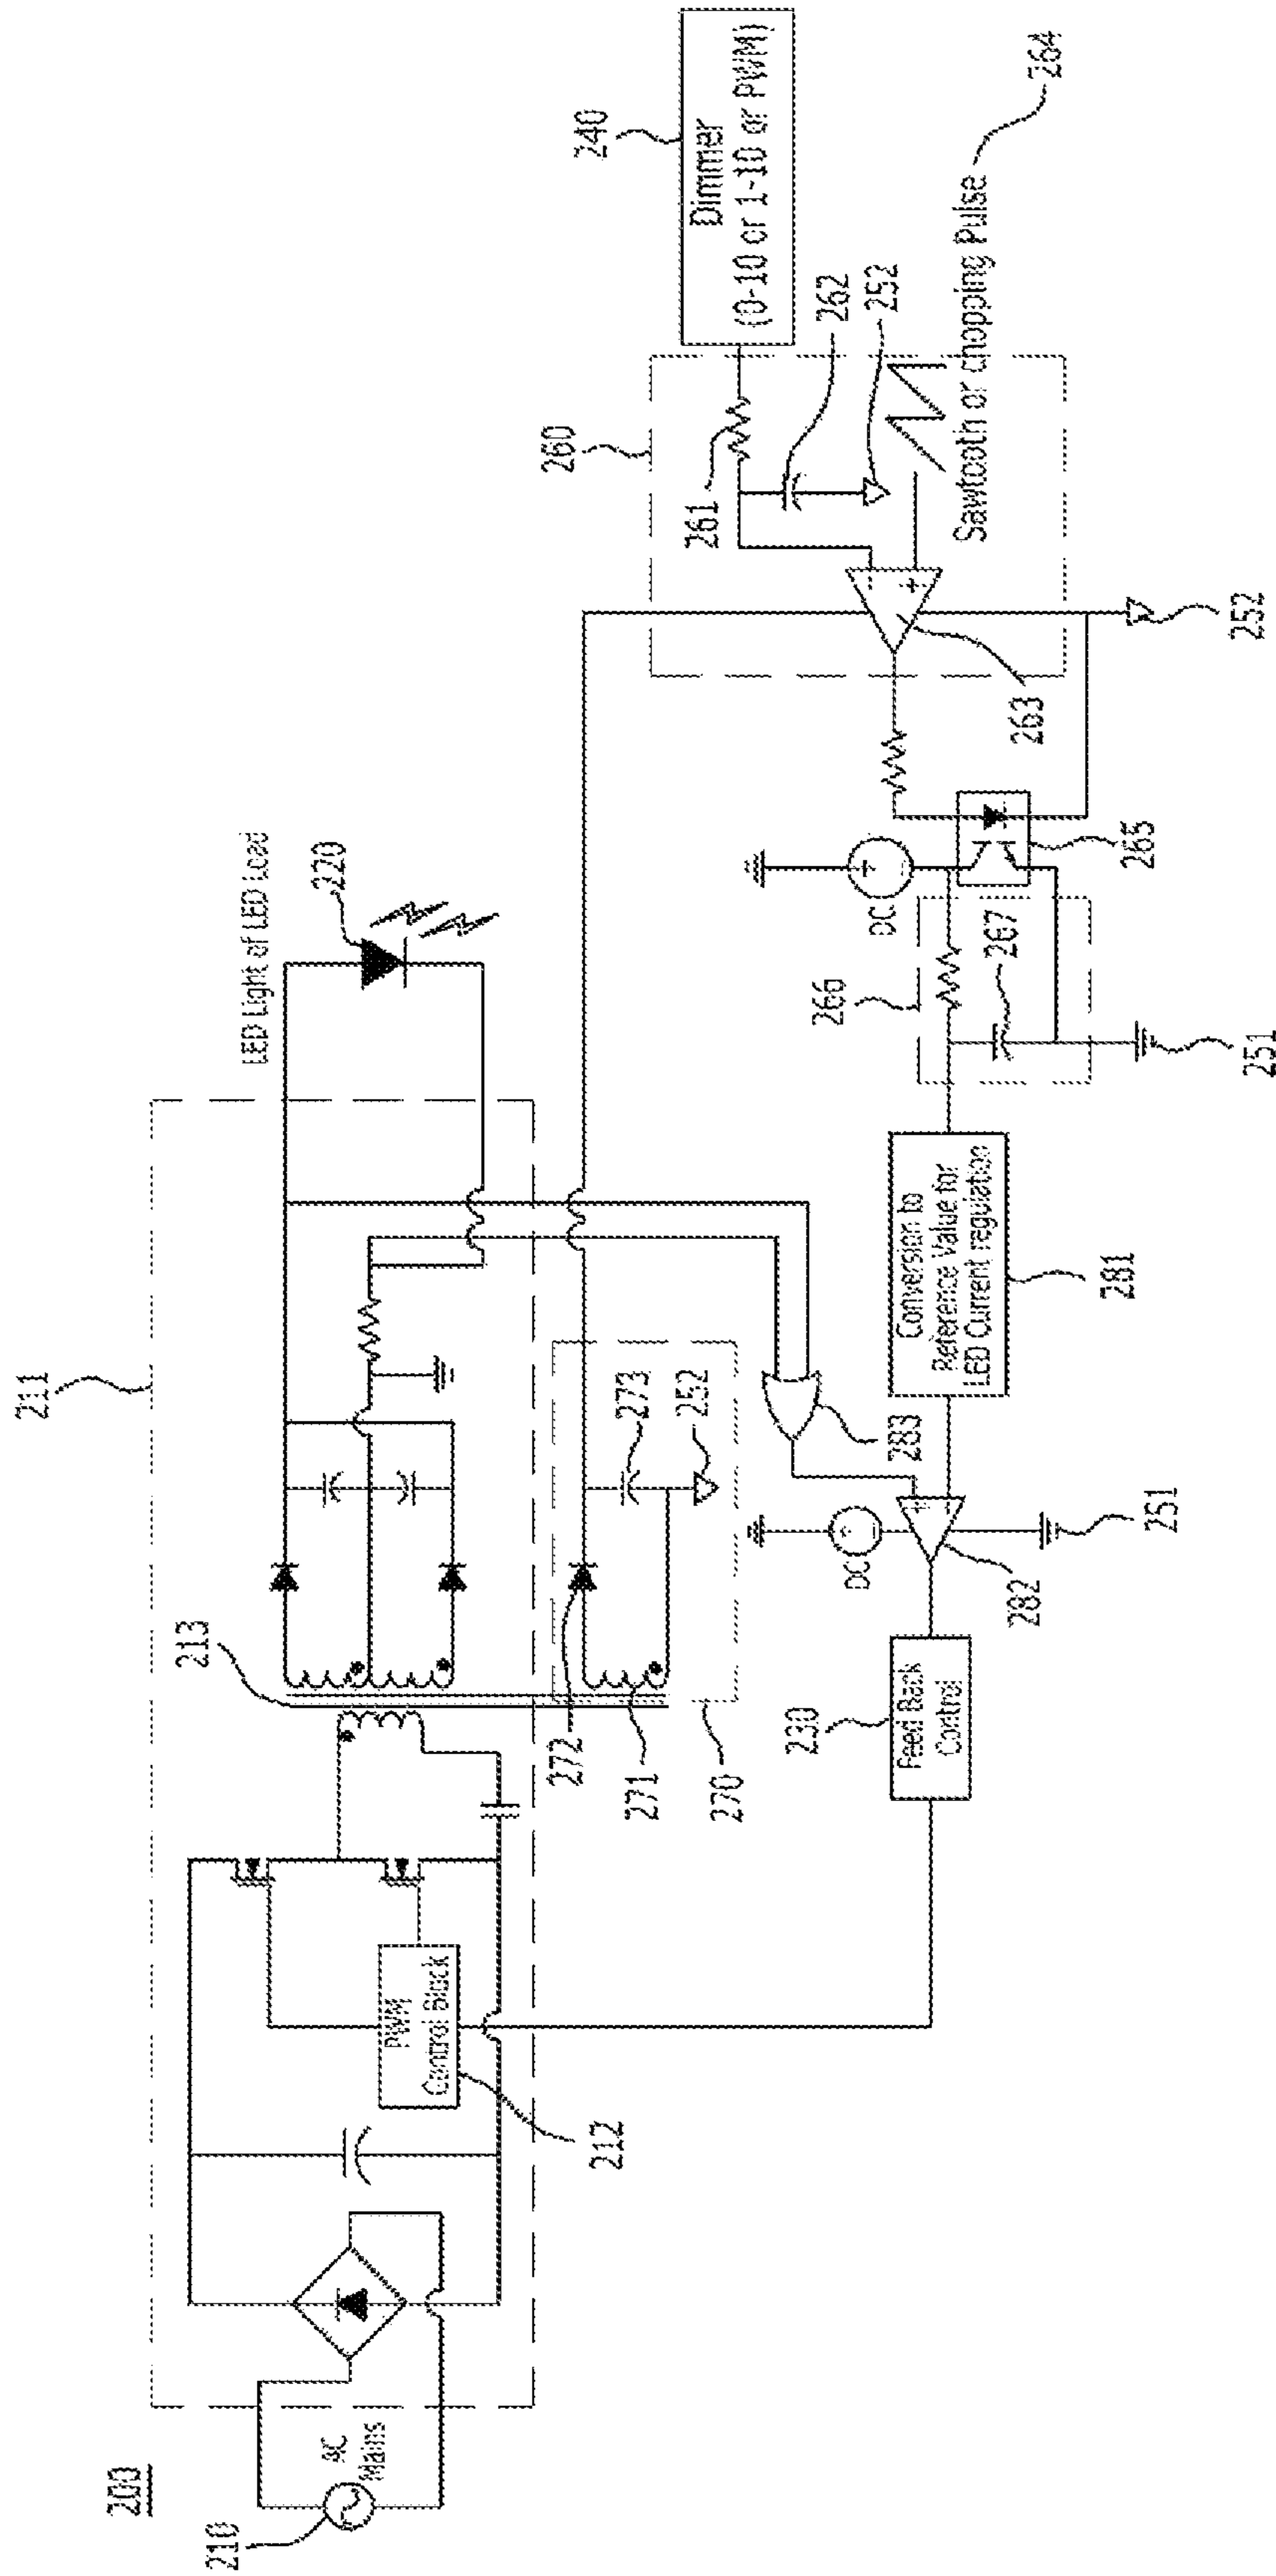 200
210
AC
Mains
211
212
PWM
Control Block
213
LED Light of LED Load
220
272
271
270
273
252
230
Feed Back
Control
282
DC
251
283
281
Conversion to
Reference Value for
LED Current regulation
266
267
251
DC
265
263
260
261
262
252
252
240
Dimmer
(0-10 or 1-10 or PWM)
Sawtooth or chopping Pulse
264
+